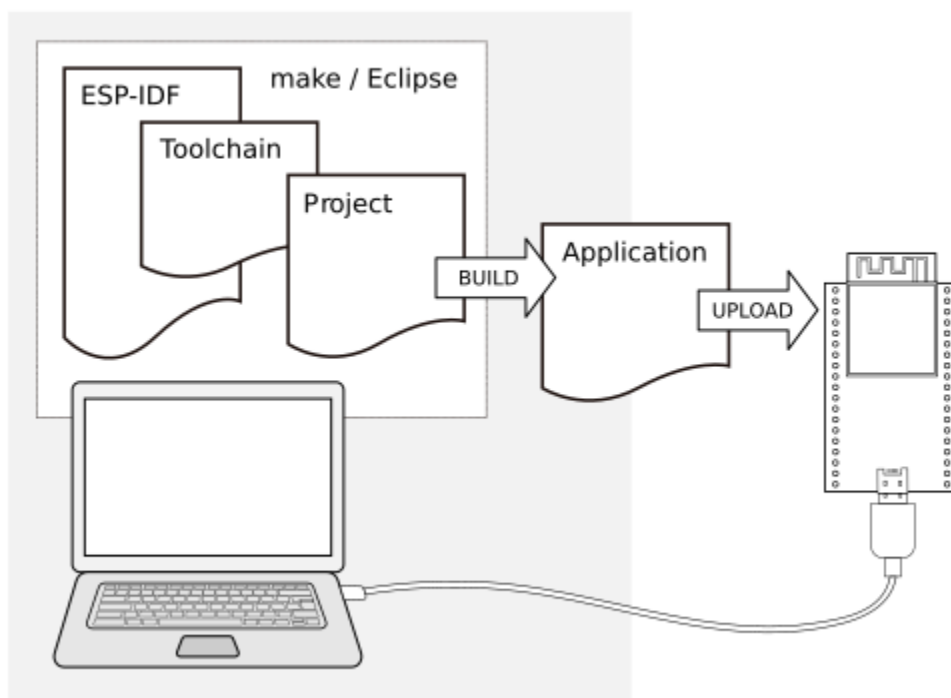 make / Eclipse
ESP-IDF
Toolchain
Project
BUILD
Application
UPLOAD